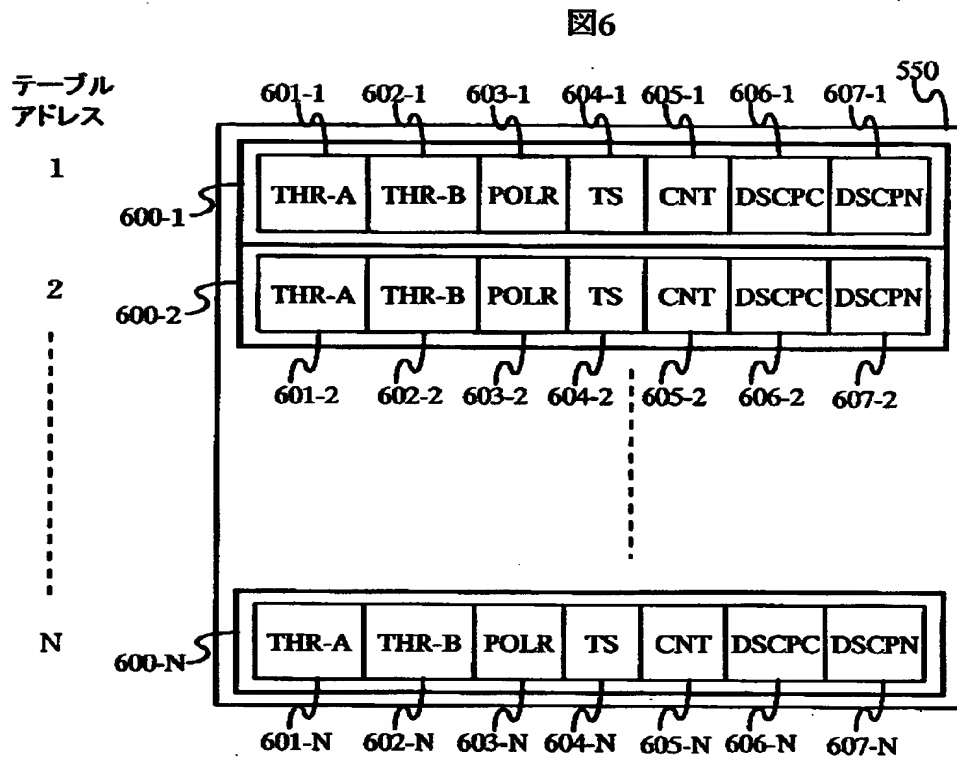 図6
テーブル
アドレス
550
601-1 602-1 603-1 604-1 605-1 606-1 607-1
1
600-1
THR-A THR-B POLR TS CNT DSCPC DSCPN
2
600-2
THR-A THR-B POLR TS CNT DSCPC DSCPN
601-2 602-2 603-2 604-2 605-2 606-2 607-2
N
600-N
THR-A THR-B POLR TS CNT DSCPC DSCPN
601-N 602-N 603-N 604-N 605-N 606-N 607-N